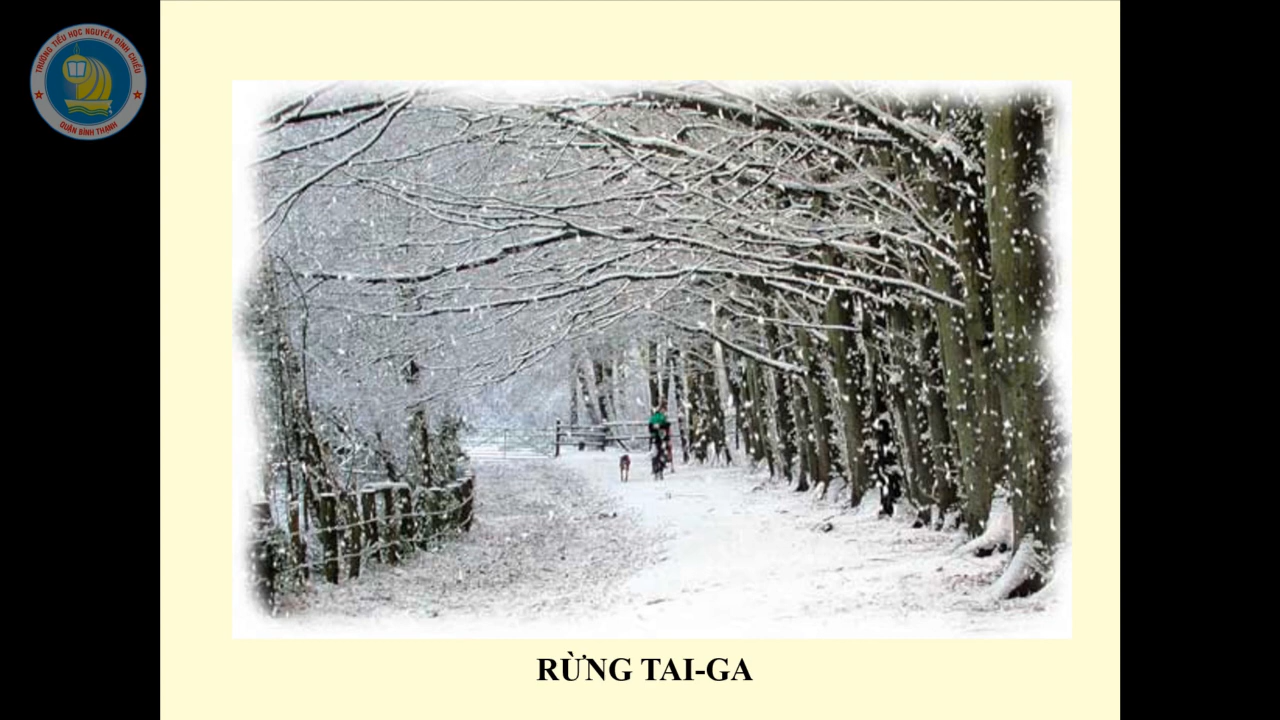 TRƯỜNG TIỂU HỌC NGUYỄN ĐÌNH CHIỂU
QUẬN BÌNH THẠNH
RỪNG TAI-GA